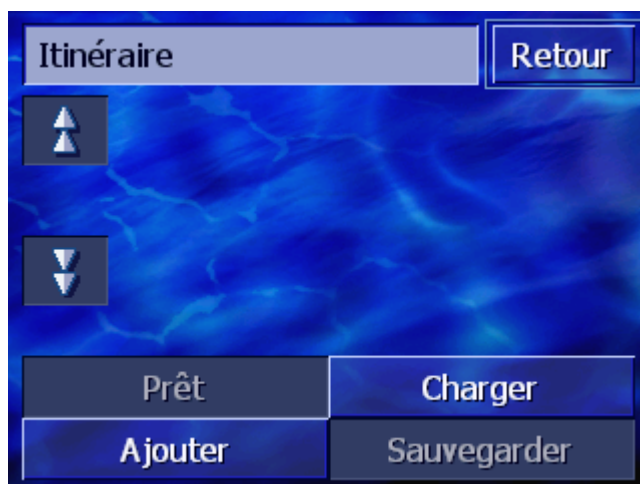 Itinéraire
Retour
Prêt
Charger
Ajouter
Sauvegarder